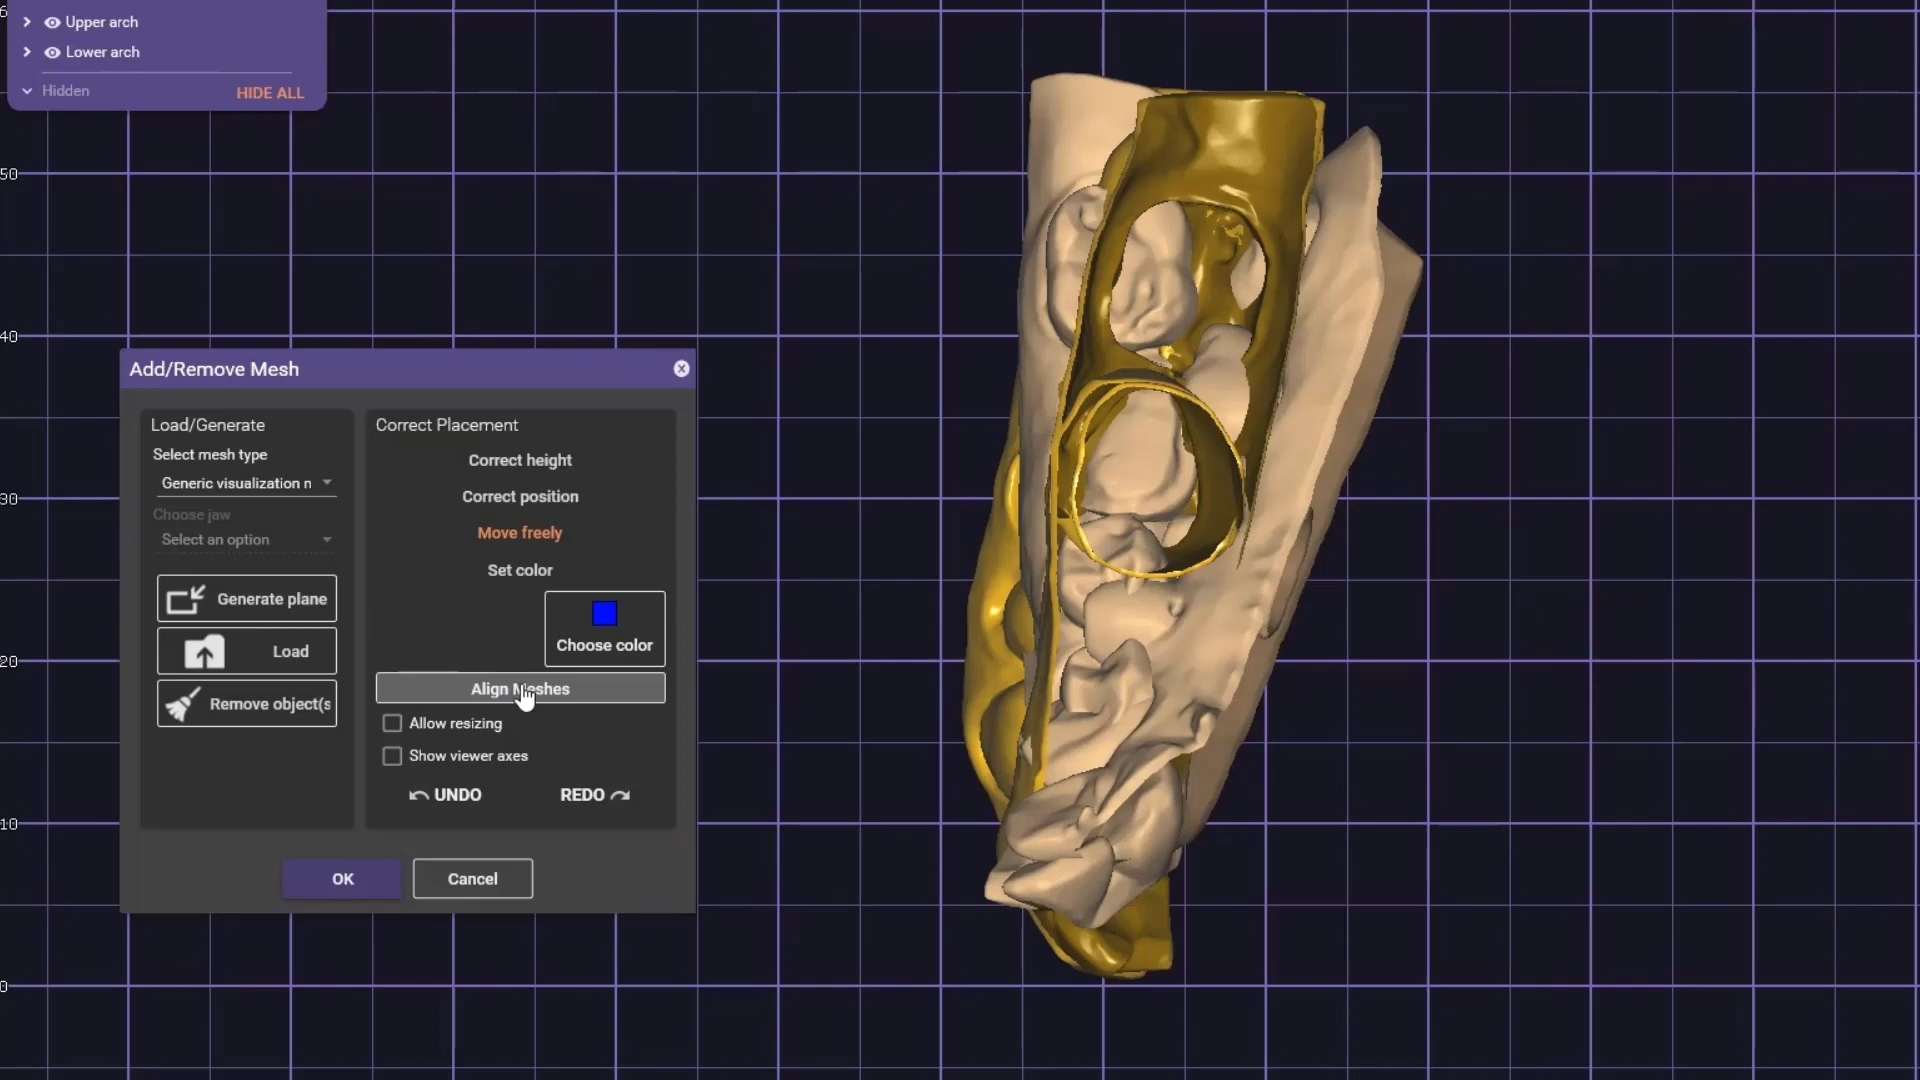 Upper arch
Lower arch
Hidden
HIDE ALL
50
40
30
20
10
0
Add/Remove Mesh
Load/Generate
Select mesh type
Generic visualization n
Choose jaw
Select an option
Generate plane
Load
Remove object(s
Correct Placement
Correct height
Correct position
Move freely
Set color
Choose color
Align Meshes
Allow resizing
Show viewer axes
UNDO
REDO
OK
Cancel